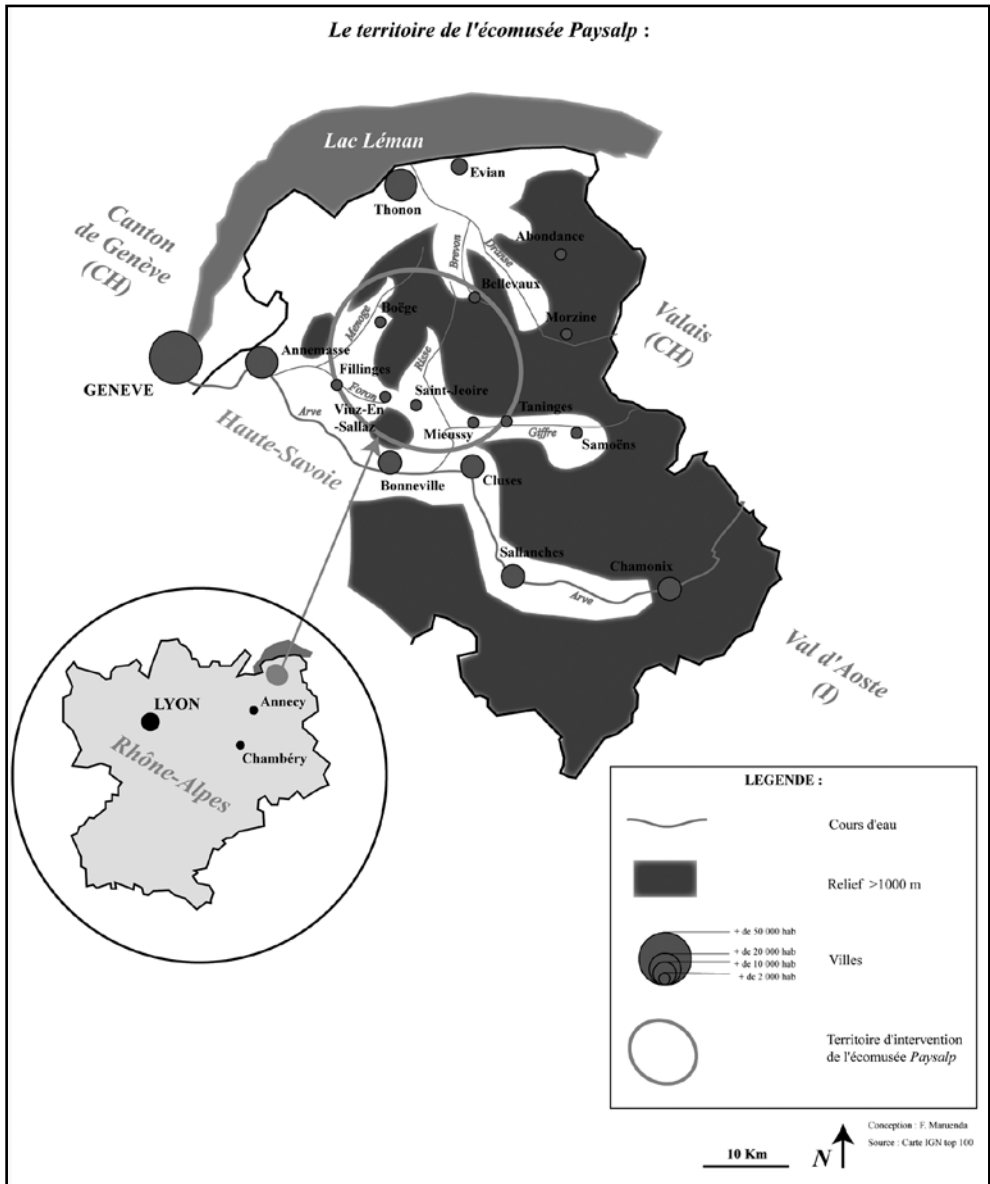 Le territoire de l'écomusée Paysalp :
Lac Léman
Evian
Thonon
Canton
de Genève
(CH)
Abondance
Brevon
Dranse
Bellevaux
Valais
(CH)
Morzine
Boëge
Menoge
Annemasse
GENEVE
Risse
Fillinges
Foron
Saint-Jeoire
Viuz-En
-Sallaz
Taninges
Arve
Mieussy
Giffre
Samoëns
Haute-Savoie
Bonneville
Cluses
Sallanches
Chamonix
Arve
Val d'Aoste
(I)
LYON
Annecy
Chambéry
Rhône-Alpes
LEGENDE :
Cours d'eau
Relief >1000 m
+ de 50 000 hab
+ de 20 000 hab
+ de 10 000 hab
+ de 2 000 hab
Villes
Territoire d'intervention
de l'écomusée Paysalp
10 Km
N
Conception : F. Maruenda
Source : Carte IGN top 100